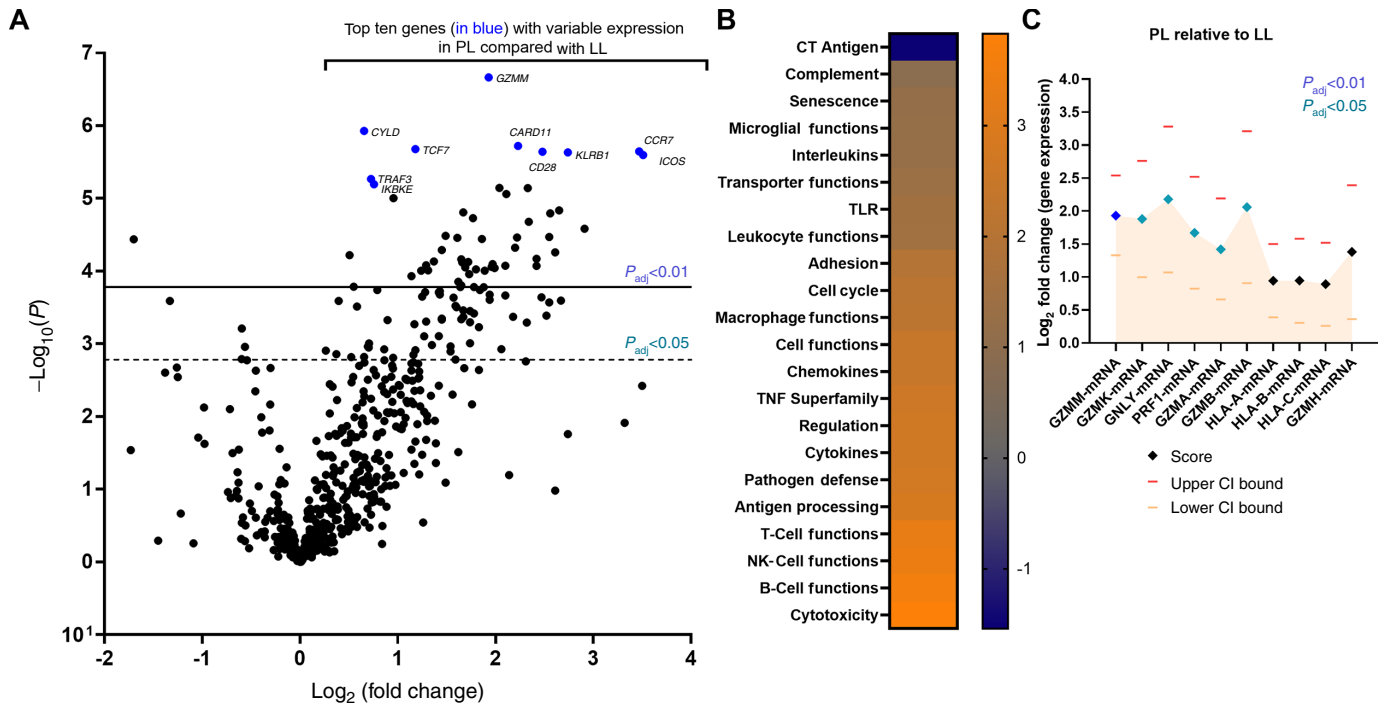 A
Top ten genes (in blue) with variable expression
in PL compared with LL
7
6
5
4
3
2
1
0
10¹
−Log₁₀(P)
GZMM
CYLD
TCF7
CARD11
CD28
KLRB1
CCR7
ICOS
TRAF3
IKBKE
Padj<0.01
Padj<0.05
-2
-1
0
1
2
3
4
Log₂ (fold change)
B
CT Antigen
Complement
Senescence
Microglial functions
Interleukins
Transporter functions
TLR
Leukocyte functions
Adhesion
Cell cycle
Macrophage functions
Cell functions
Chemokines
TNF Superfamily
Regulation
Cytokines
Pathogen defense
Antigen processing
T-Cell functions
NK-Cell functions
B-Cell functions
Cytotoxicity
3
2
1
0
-1
C
PL relative to LL
Padj<0.01
Padj<0.05
Log₂ fold change (gene expression)
4.0
3.5
3.0
2.5
2.0
1.5
1.0
0.5
0.0
GZMM-mRNA
GZMK-mRNA
GNLY-mRNA
PRF1-mRNA
GZMA-mRNA
GZMB-mRNA
HLA-A-mRNA
HLA-B-mRNA
HLA-C-mRNA
GZMH-mRNA
Score
Upper CI bound
Lower CI bound